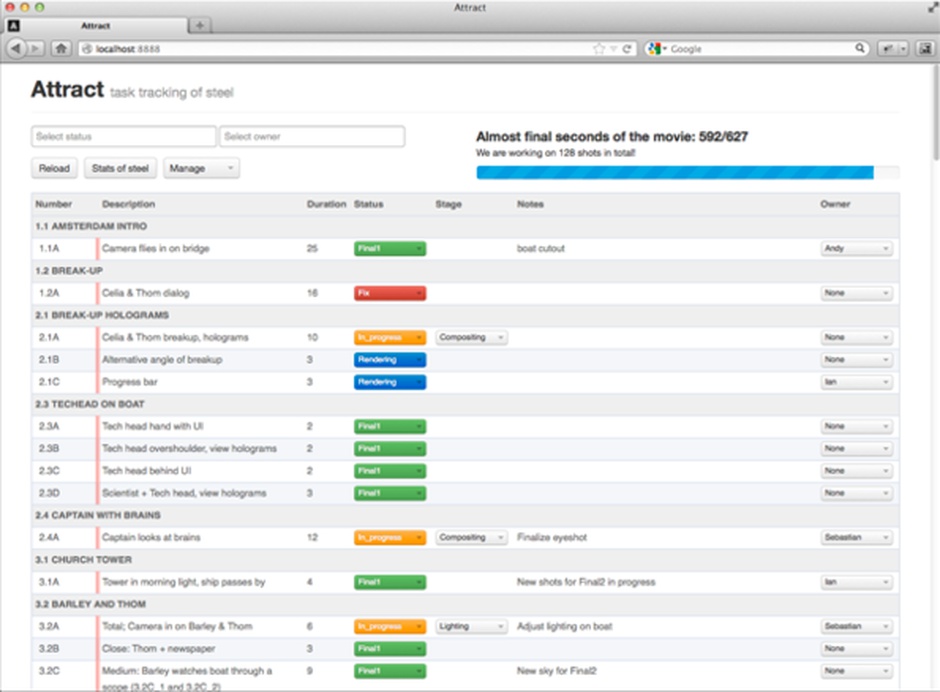 Attract
Attract
localhost:8888
Google
Attract task tracking of steel
Select status Select owner
Almost final seconds of the movie: 592/627
We are working on 128 shots in total!
Reload Stats of steel Manage
Number Description Duration Status Stage Notes Owner
1.1 AMSTERDAM INTRO
1.1A Camera flies in on bridge 25 Final1 boat cutout Andy
1.2 BREAK-UP
1.2A Celia & Thom dialog 16 Fix None
2.1 BREAK-UP HOLOGRAMS
2.1A Celia & Thom breakup, holograms 10 In_progress Compositing None
2.1B Alternative angle of breakup 3 Rendering None
2.1C Progress bar 3 Rendering Ian
2.3 TECHEAD ON BOAT
2.3A Tech head hand with UI 2 Final1 None
2.3B Tech head overshoulder, view holograms 2 Final1 None
2.3C Tech head behind UI 2 Final1 None
2.3D Scientist + Tech head, view holograms 3 Final1 None
2.4 CAPTAIN WITH BRAINS
2.4A Captain looks at brains 12 In_progress Compositing Finalize eyeshot Sebastian
3.1 CHURCH TOWER
3.1A Tower in morning light, ship passes by 4 Final1 New shots for Final2 in progress Ian
3.2 BARLEY AND THOM
3.2A Total; Camera in on Barley & Thom 6 In_progress Lighting Adjust lighting on boat Sebastian
3.2B Close: Thom + newspaper 3 Final1 None
3.2C Medium: Barley watches boat through a 9 Final1 New sky for Final2 None
scope (3.2C_1 and 3.2C_2)